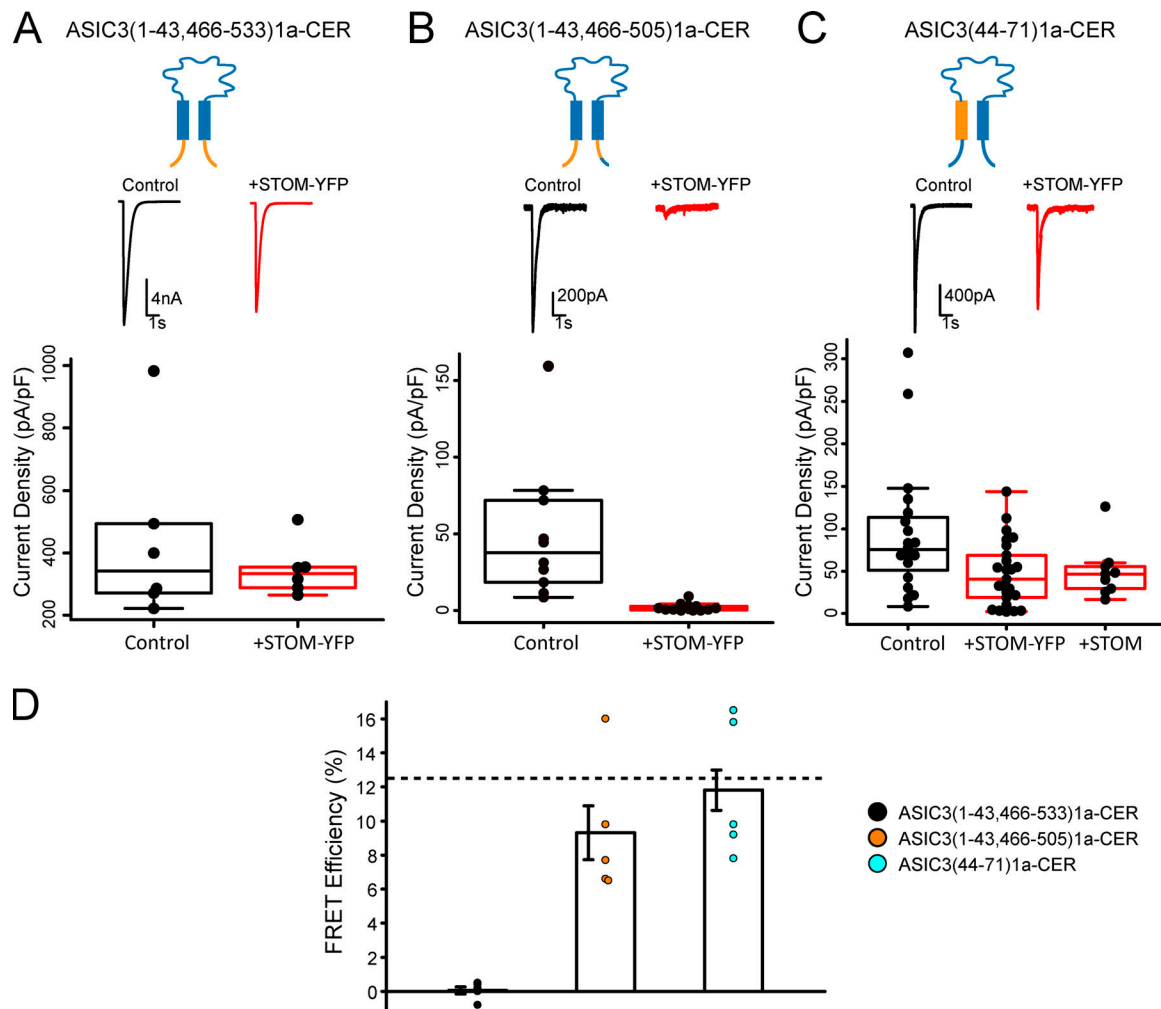 A ASIC3(1-43,466-533)1a-CER
Control +STOM-YFP
4nA
1s
Current Density (pA/pF)
1000
800
600
400
200
Control +STOM-YFP
B ASIC3(1-43,466-505)1a-CER
+STOM-YFP
Control
200pA
1s
Current Density (pA/pF)
150
100
50
0
Control +STOM-YFP
C ASIC3(44-71)1a-CER
Control +STOM-YFP
400pA
1s
Current Density (pA/pF)
300
250
200
150
100
50
0
Control +STOM-YFP +STOM
D
FRET Efficiency (%)
16
14
12
10
8
6
4
2
0
ASIC3(1-43,466-533)1a-CER
ASIC3(1-43,466-505)1a-CER
ASIC3(44-71)1a-CER